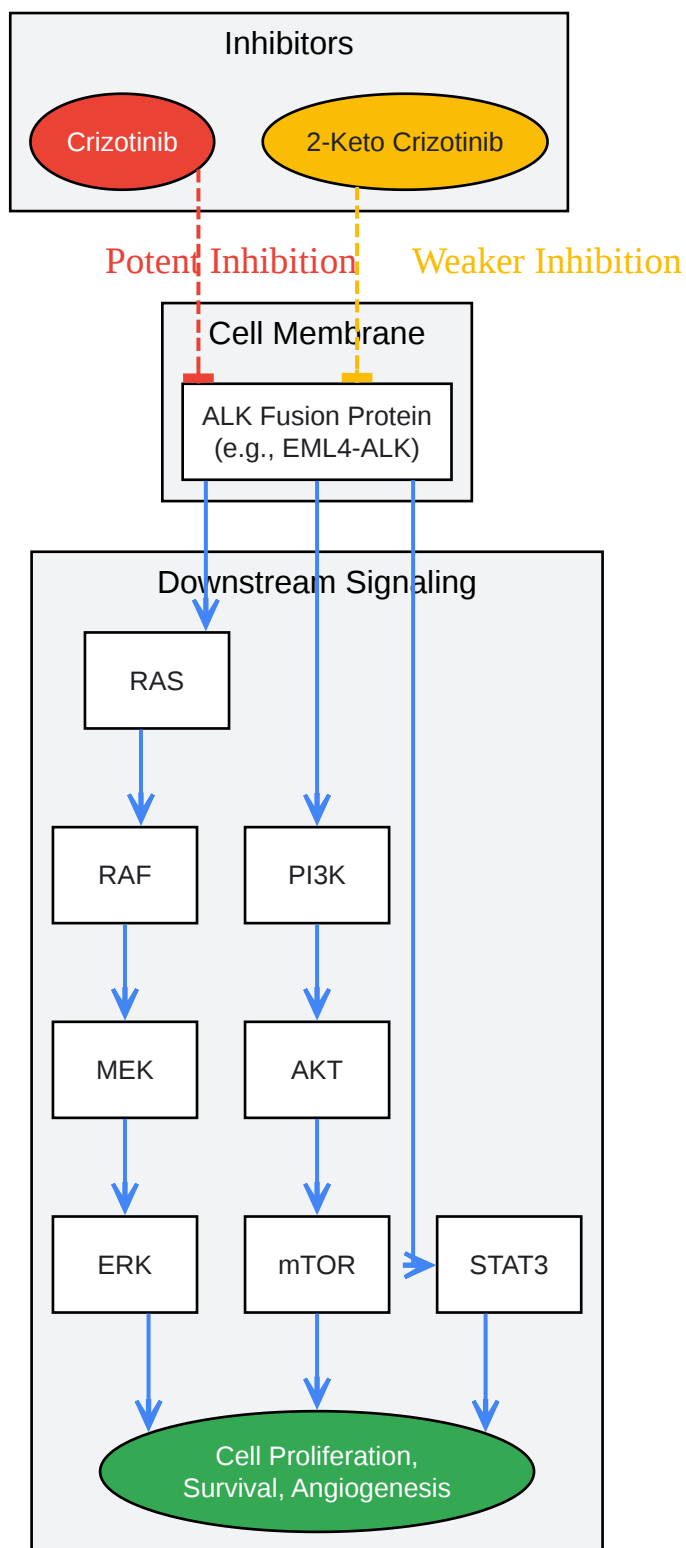 Inhibitors
Crizotinib
2-Keto Crizotinib
Potent Inhibition
Weaker Inhibition
Cell Membrane
ALK Fusion Protein
(e.g., EML4-ALK)
Downstream Signaling
RAS
RAF
PI3K
MEK
AKT
ERK
mTOR
STAT3
Cell Proliferation,
Survival, Angiogenesis